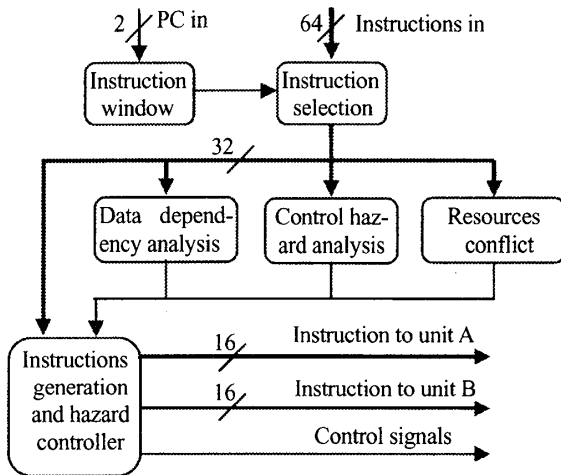 2 PC in
64 Instructions in
Instruction
window
Instruction
selection
32
Data depend-
ency analysis
Control haz-
ard analysis
Resources
conflict
Instructions
generation
and hazard
controller
16 Instruction to unit A
16 Instruction to unit B
Control signals